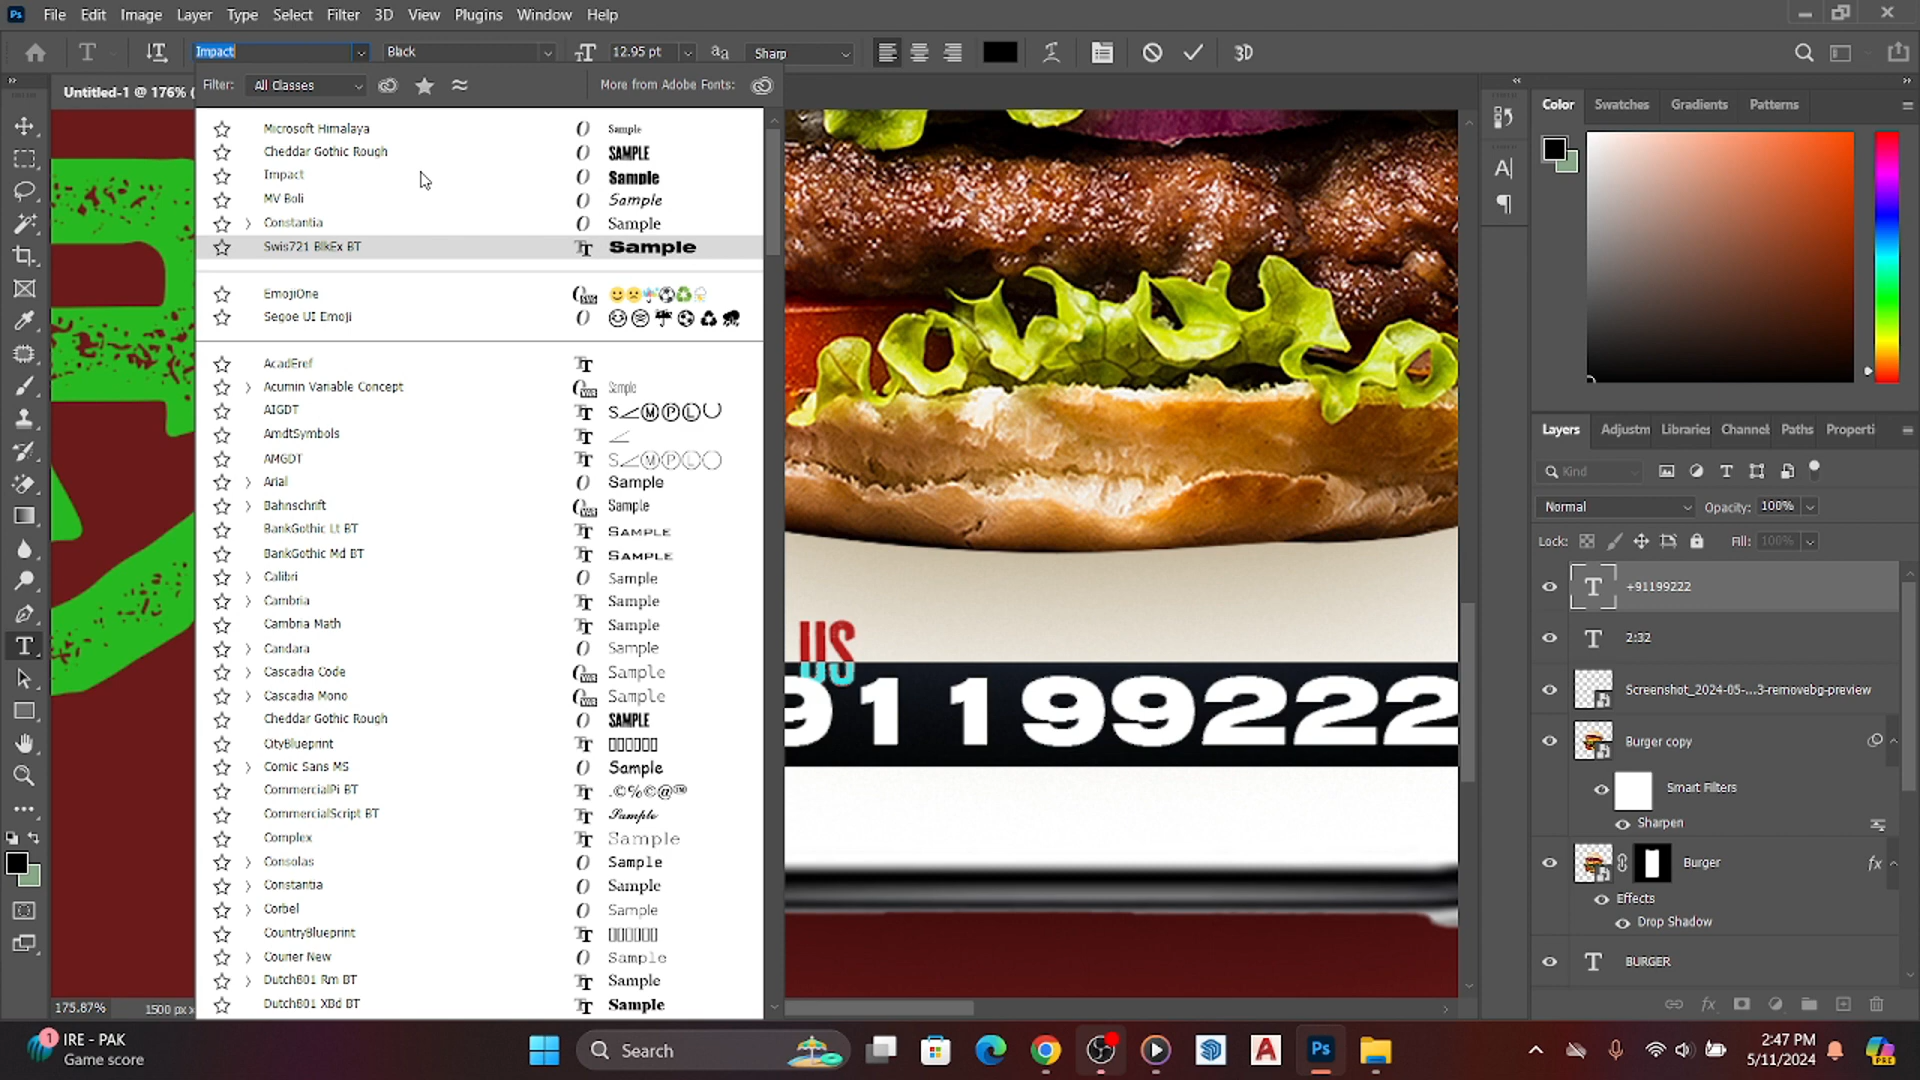 Ps File Edit Image Layer Type Select Filter 3D View Plugins Window Help
Impact Black 12.95 pt aa Sharp 3D
Untitled-1 @ 176% (
Filter: All Classes More from Adobe Fonts:
Microsoft Himalaya Sample
Cheddar Gothic Rough SAMPLE
Impact Sample
MV Boli Sample
Constantia Sample
Swis721 BlkEx BT Sample
EmojiOne
Segoe UI Emoji
AcadEref
Acumin Variable Concept Sample
AIGDT
AmdtSymbols
AMGDT
Arial Sample
Bahnschrift Sample
BankGothic Lt BT SAMPLE
BankGothic Md BT SAMPLE
Calibri Sample
Cambria Sample
Cambria Math Sample
Candara Sample
Cascadia Code Sample
Cascadia Mono Sample
Cheddar Gothic Rough SAMPLE
CityBlueprint
Comic Sans MS Sample
CommercialPi BT .©%©@℠
CommercialScript BT Sample
Complex Sample
Consolas Sample
Constantia Sample
Corbel Sample
CountryBlueprint
Courier New Sample
Dutch801 Rm BT Sample
Dutch801 XBd BT Sample
US
91199222
Color Swatches Gradients Patterns
Layers Adjustm Libraries Channel Paths Properti
Kind
Normal Opacity: 100%
Lock: Fill: 100%
+91199222
2:32
Screenshot_2024-05-...3-removebg-preview
Burger copy
Smart Filters
Sharpen
Burger fx
Effects
Drop Shadow
BURGER
175.87% 1500 px x
1 IRE - PAK
Game score
Search
2:47 PM
5/11/2024